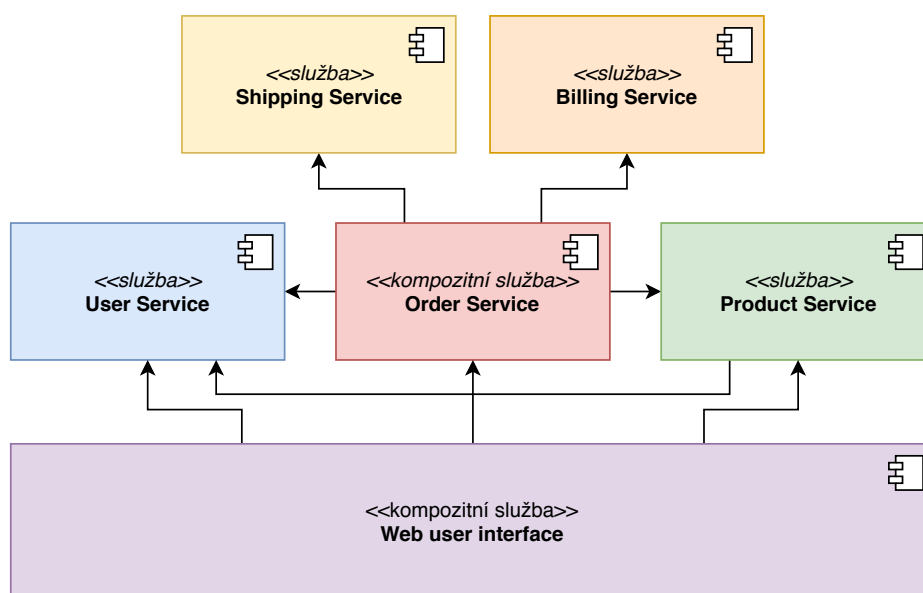 <<služba>>
Shipping Service
<<služba>>
Billing Service
<<služba>>
User Service
<<kompozitní služba>>
Order Service
<<služba>>
Product Service
<<kompozitní služba>>
Web user interface